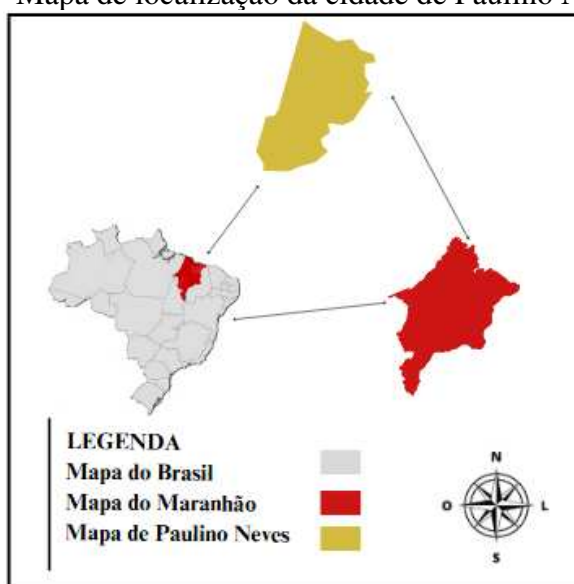 Mapa de localização da cidade de Paulino
LEGENDA
Mapa do Brasil
Mapa do Maranhão
Mapa de Paulino Neves
N
O
L
S